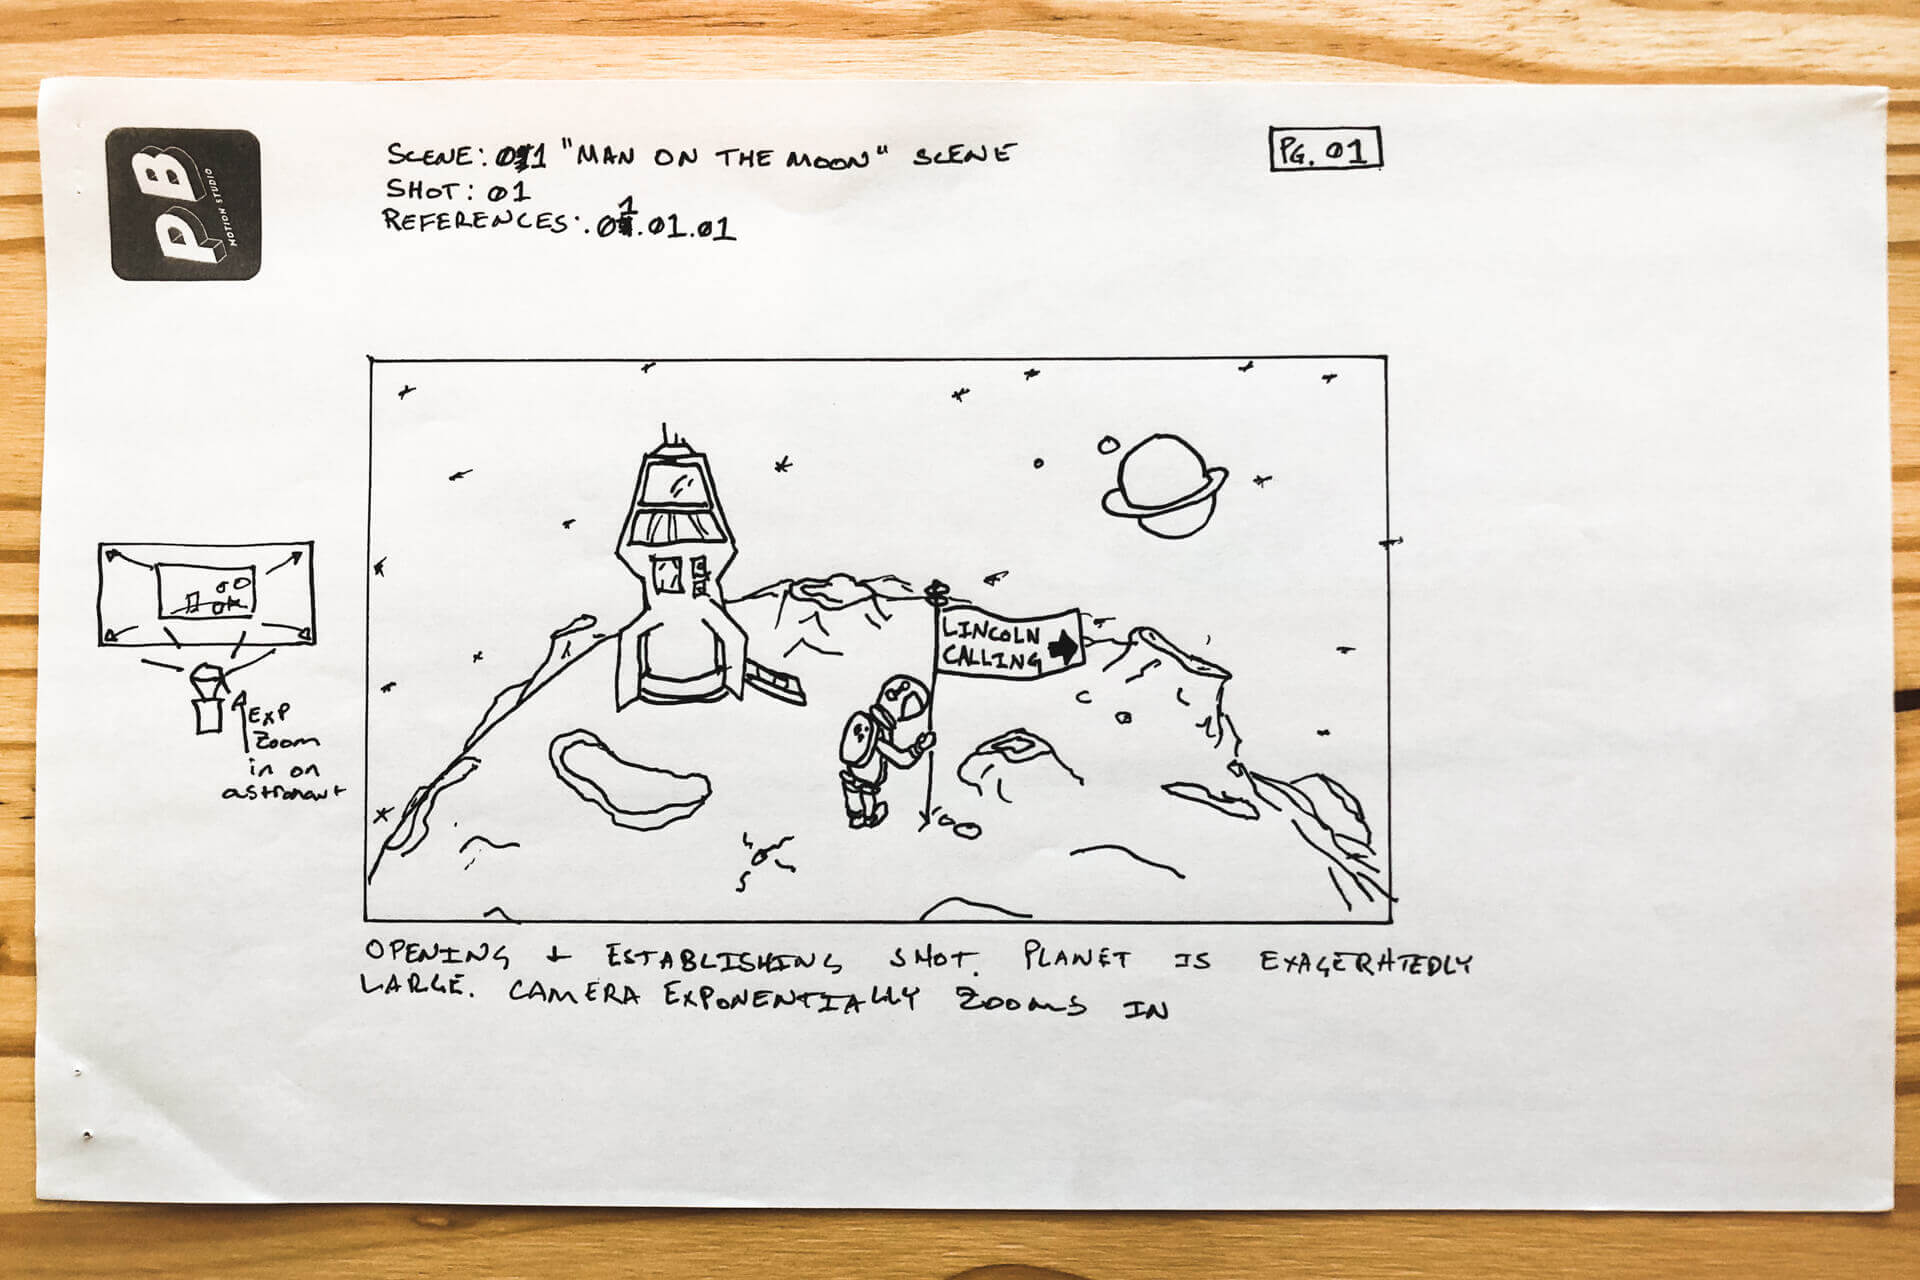 PB
MOTION STUDIO
SCENE: 01 "MAN ON THE MOON" SCENE
SHOT: 01
REFERENCES: 01.01.01
PG. 01
LINCOLN
CALLING
EXP
Zoom
in on
astronaut
OPENING + ESTABLISHING SHOT. PLANET IS EXAGERATEDLY
LARGE. CAMERA EXPONENTIALLY ZOOMS IN